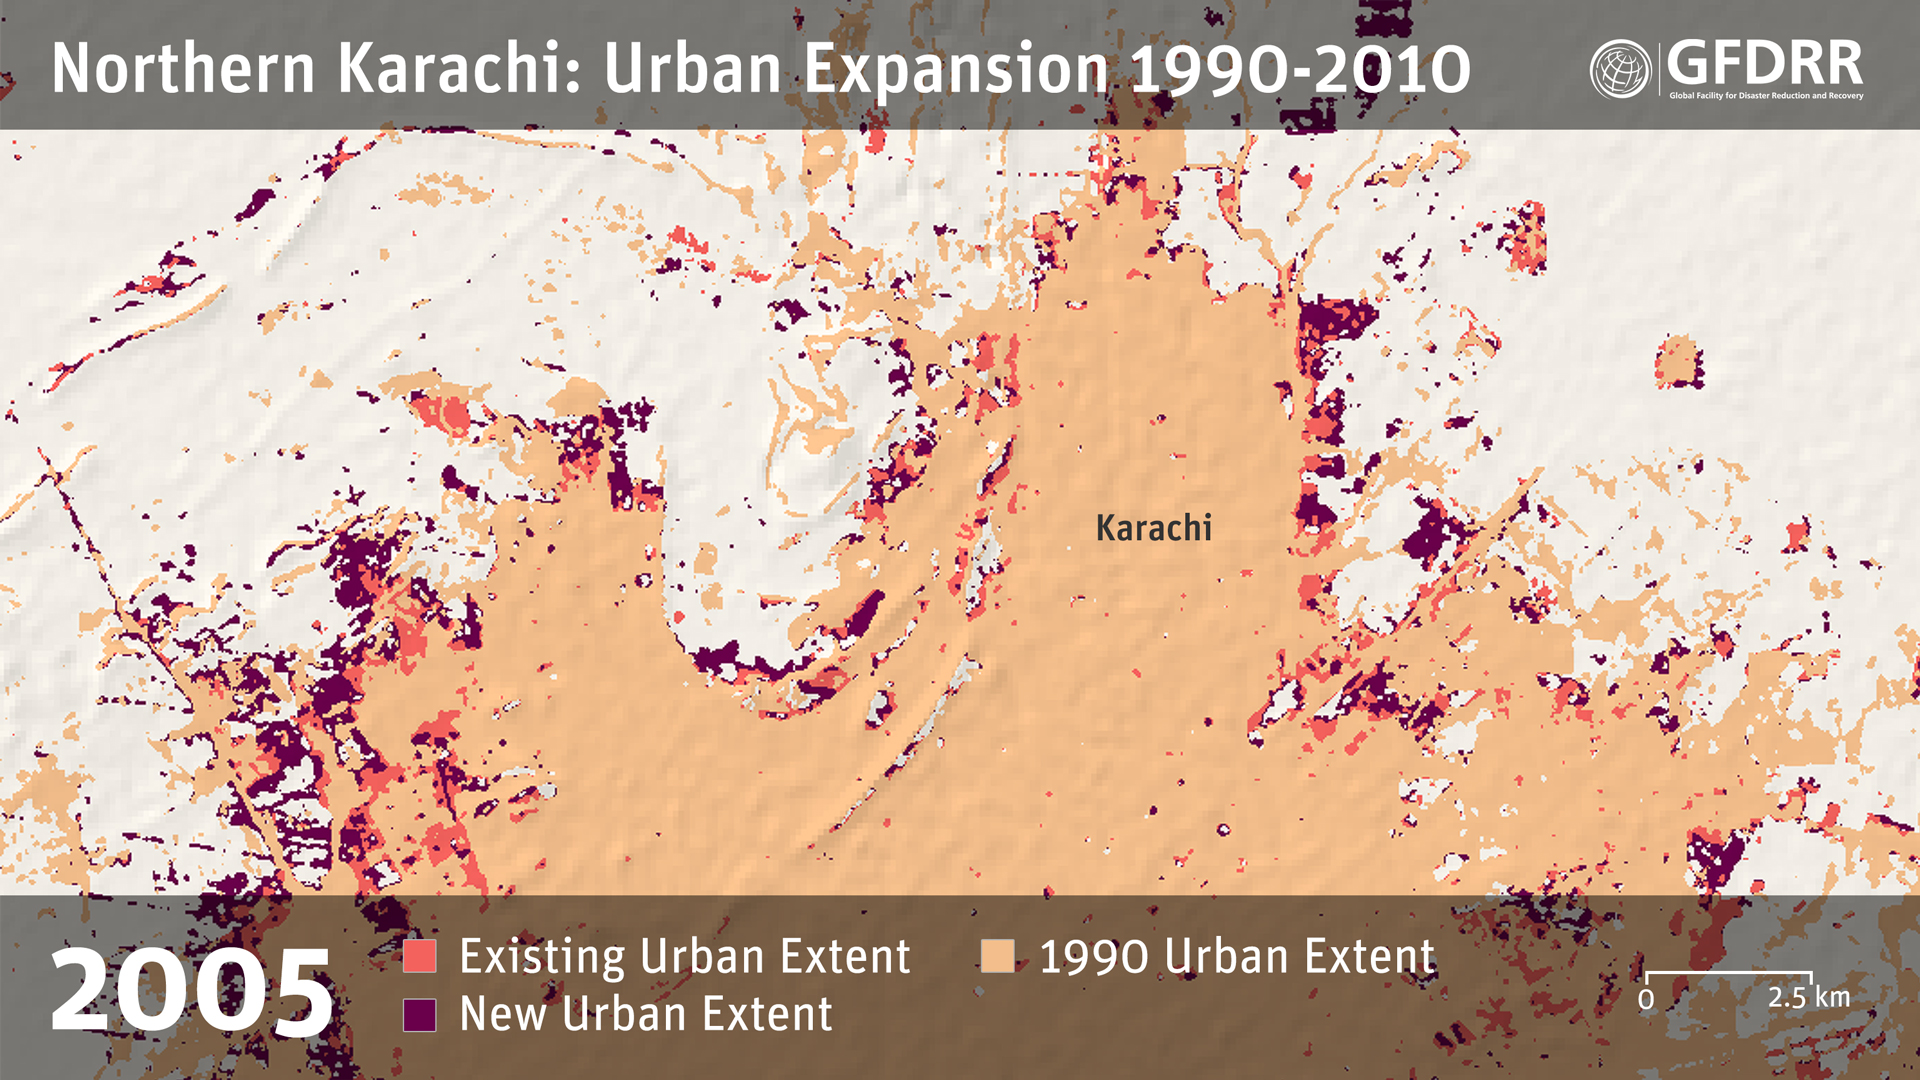 Northern Karachi: Urban Expansion 1990-2010
GFDRR
Global Facility for Disaster Reduction and Recovery
Karachi
2005
Existing Urban Extent
1990 Urban Extent
New Urban Extent
0 2.5 km